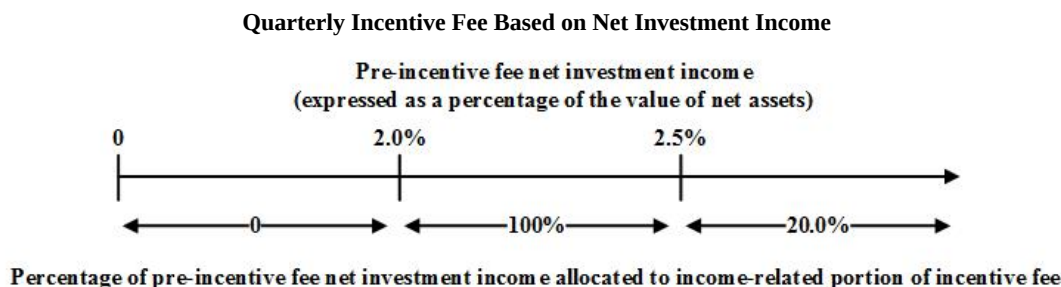 Quarterly Incentive Fee Based on Net Investment Income
Pre-incentive fee net investment income
(expressed as a percentage of the value of net assets)
0 2.0% 2.5%
0 100% 20.0%
Percentage of pre-incentive fee net investment income allocated to income-related portion of incentive fee